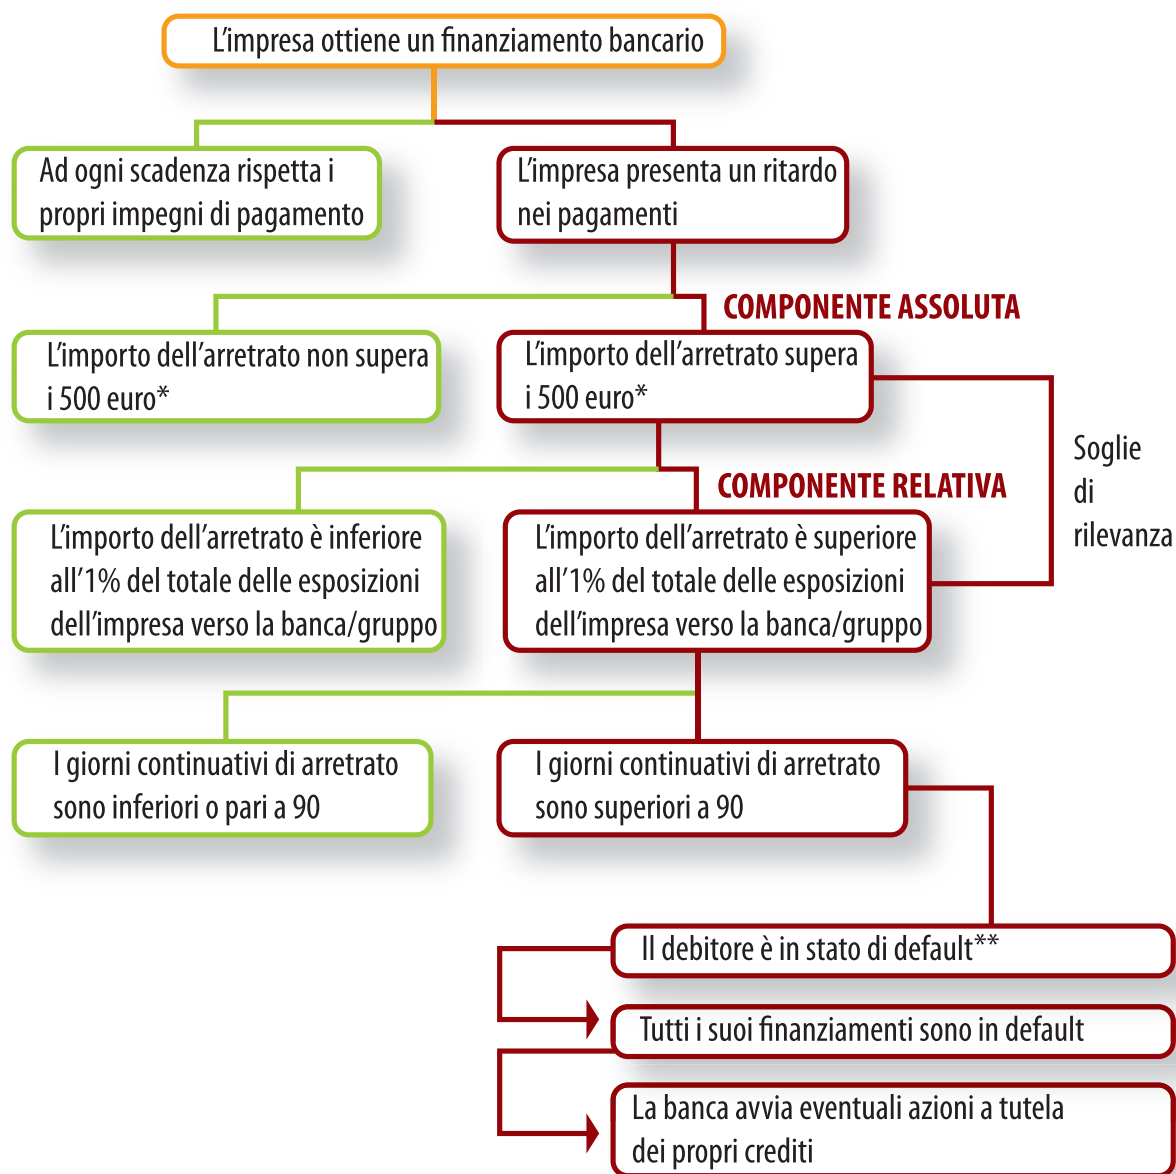 L’impresa ottiene un finanziamento bancario
Ad ogni scadenza rispetta i
propri impegni di pagamento
L’impresa presenta un ritardo
nei pagamenti
COMPONENTE ASSOLUTA
L’importo dell’arretrato non supera
i 500 euro*
L’importo dell’arretrato supera
i 500 euro*
Soglie
di
rilevanza
COMPONENTE RELATIVA
L’importo dell’arretrato è inferiore
all’1% del totale delle esposizioni
dell’impresa verso la banca/gruppo
L’importo dell’arretrato è superiore
all’1% del totale delle esposizioni
dell’impresa verso la banca/gruppo
I giorni continuativi di arretrato
sono inferiori o pari a 90
I giorni continuativi di arretrato
sono superiori a 90
Il debitore è in stato di default**
Tutti i suoi finanziamenti sono in default
La banca avvia eventuali azioni a tutela
dei propri crediti